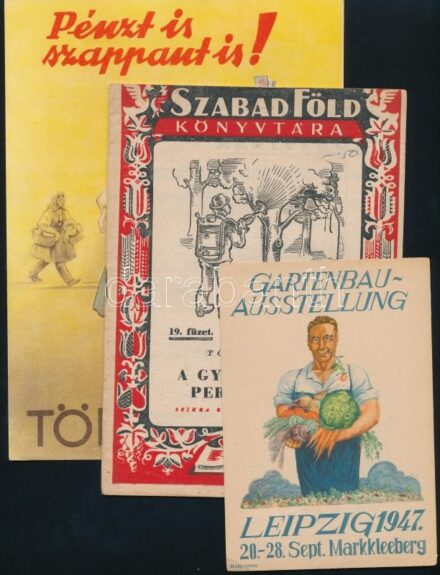 Pénzt is
szappant is!
TÖ
SZABAD FÖLD
KÖNYVTÁRA
19. füzet.
A GY
PER
GARTENBAU-
AUSSTELLUNG
LEIPZIG 1947.
20-28. Sept. Markkleeberg
darabanth